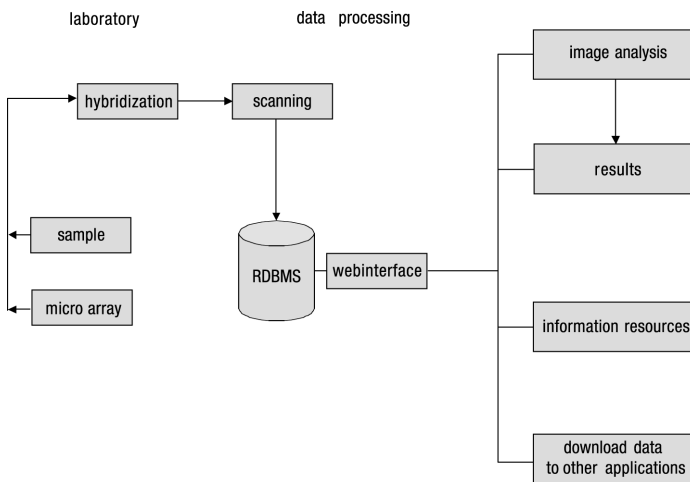 laboratory
data processing
image analysis
hybridization
scanning
results
sample
RDBMS
webinterface
micro array
information resources
download data
to other applications